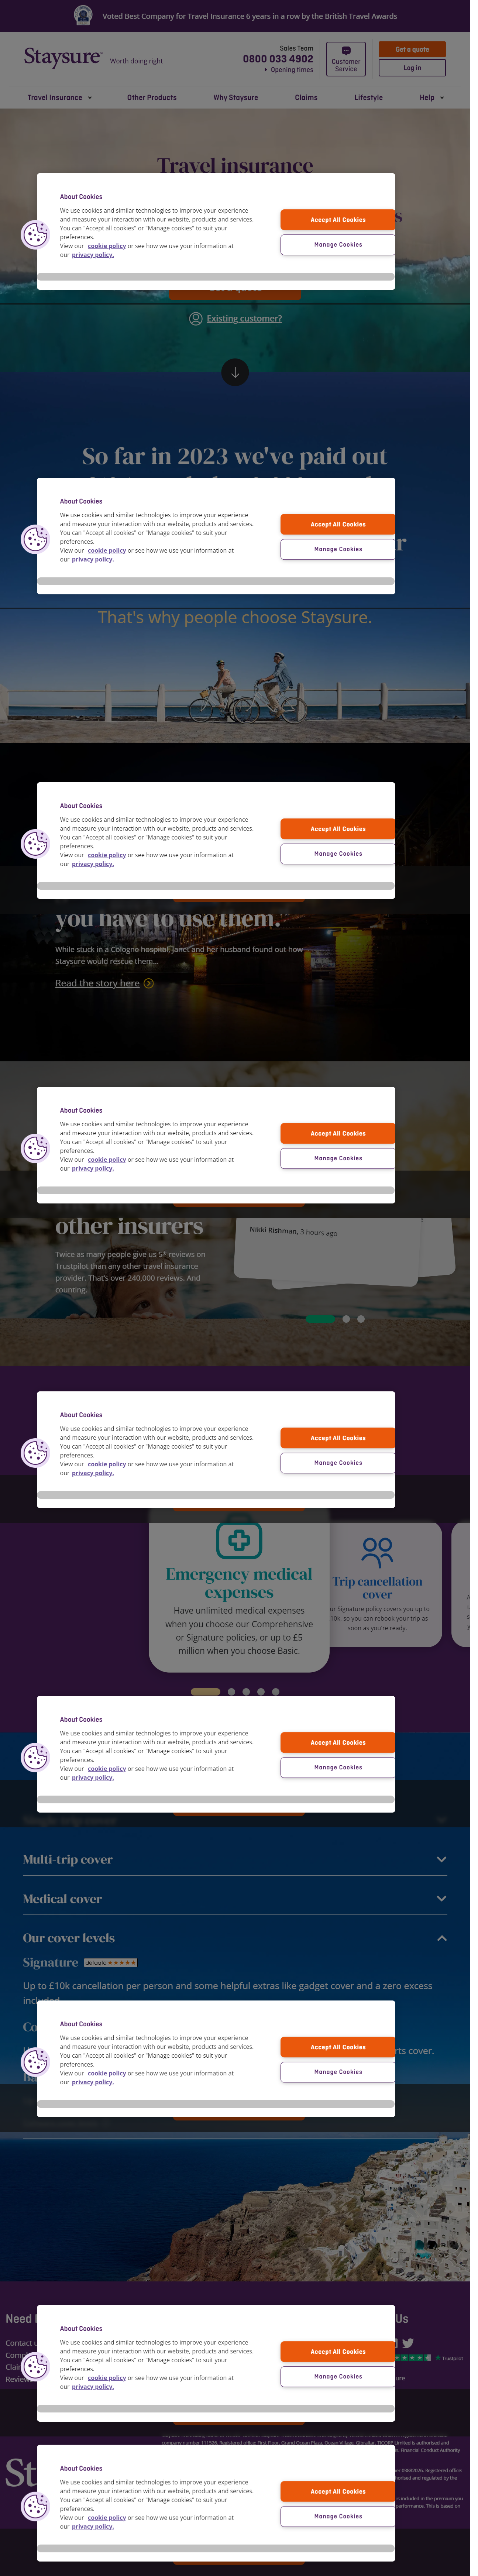 Voted Best Company for Travel Insurance 6 years in a row by the British Travel Awards
Staysure
Worth doing right
Sales Team
0800 033 4902
Opening times
Customer
Service
Get a quote
Log in
Travel Insurance
Other Products
Why Staysure
Claims
Lifestyle
Help
Travel insurance
About Cookies
We use cookies and similar technologies to improve your experience
and measure your interaction with our website, products and services.
You can "Accept all cookies" or "Manage cookies" to suit your
preferences.
View our cookie policy or see how we use your information at
our privacy policy.
Accept All Cookies
Manage Cookies
Existing customer?
So far in 2023 we've paid out
About Cookies
We use cookies and similar technologies to improve your experience
and measure your interaction with our website, products and services.
You can "Accept all cookies" or "Manage cookies" to suit your
preferences.
View our cookie policy or see how we use your information at
our privacy policy.
Accept All Cookies
Manage Cookies
That's why people choose Staysure.
About Cookies
We use cookies and similar technologies to improve your experience
and measure your interaction with our website, products and services.
You can "Accept all cookies" or "Manage cookies" to suit your
preferences.
View our cookie policy or see how we use your information at
our privacy policy.
Accept All Cookies
Manage Cookies
you have to use them."
While stuck in a Cologne hospital, Janet and her husband found out how
Staysure would rescue them...
Read the story here
About Cookies
We use cookies and similar technologies to improve your experience
and measure your interaction with our website, products and services.
You can "Accept all cookies" or "Manage cookies" to suit your
preferences.
View our cookie policy or see how we use your information at
our privacy policy.
Accept All Cookies
Manage Cookies
other insurers
Twice as many people give us 5* reviews on
Trustpilot than any other travel insurance
provider. That's over 240,000 reviews. And
counting.
Nikki Rishman, 3 hours ago
About Cookies
We use cookies and similar technologies to improve your experience
and measure your interaction with our website, products and services.
You can "Accept all cookies" or "Manage cookies" to suit your
preferences.
View our cookie policy or see how we use your information at
our privacy policy.
Accept All Cookies
Manage Cookies
Emergency medical
expenses
Have unlimited medical expenses
when you choose our Comprehensive
or Signature policies, or up to £5
million when you choose Basic.
Trip cancellation
cover
ur Signature policy covers you up to
10k, so you can rebook your trip as
soon as you're ready.
About Cookies
We use cookies and similar technologies to improve your experience
and measure your interaction with our website, products and services.
You can "Accept all cookies" or "Manage cookies" to suit your
preferences.
View our cookie policy or see how we use your information at
our privacy policy.
Accept All Cookies
Manage Cookies
Single trip cover
Multi-trip cover
Medical cover
Our cover levels
Signature
defaqto
Up to £10k cancellation per person and some helpful extras like gadget cover and a zero excess
included
About Cookies
We use cookies and similar technologies to improve your experience
and measure your interaction with our website, products and services.
You can "Accept all cookies" or "Manage cookies" to suit your
preferences.
View our cookie policy or see how we use your information at
our privacy policy.
Accept All Cookies
Manage Cookies
rts cover.
Need
Us
Contact u
Trustpilot
About Cookies
We use cookies and similar technologies to improve your experience
and measure your interaction with our website, products and services.
You can "Accept all cookies" or "Manage cookies" to suit your
preferences.
View our cookie policy or see how we use your information at
our privacy policy.
Accept All Cookies
Manage Cookies
About Cookies
We use cookies and similar technologies to improve your experience
and measure your interaction with our website, products and services.
You can "Accept all cookies" or "Manage cookies" to suit your
preferences.
View our cookie policy or see how we use your information at
our privacy policy.
Accept All Cookies
Manage Cookies